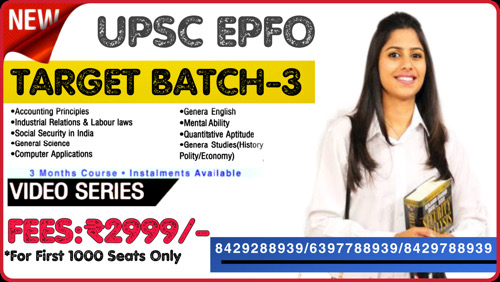 NEW
UPSC EPFO
TARGET BATCH-3
•Accounting Principles
•Industrial Relations & Labour laws
•Social Security in India
•General Science
•Computer Applications
•Genera English
•Mental Ability
•Quantitative Aptitude
•Genera Studies(History
Polity/Economy)
3 Months Course • Instalments Available
VIDEO SERIES
FEES:₹2999/-
*For First 1000 Seats Only
8429288939/6397788939/8429788939